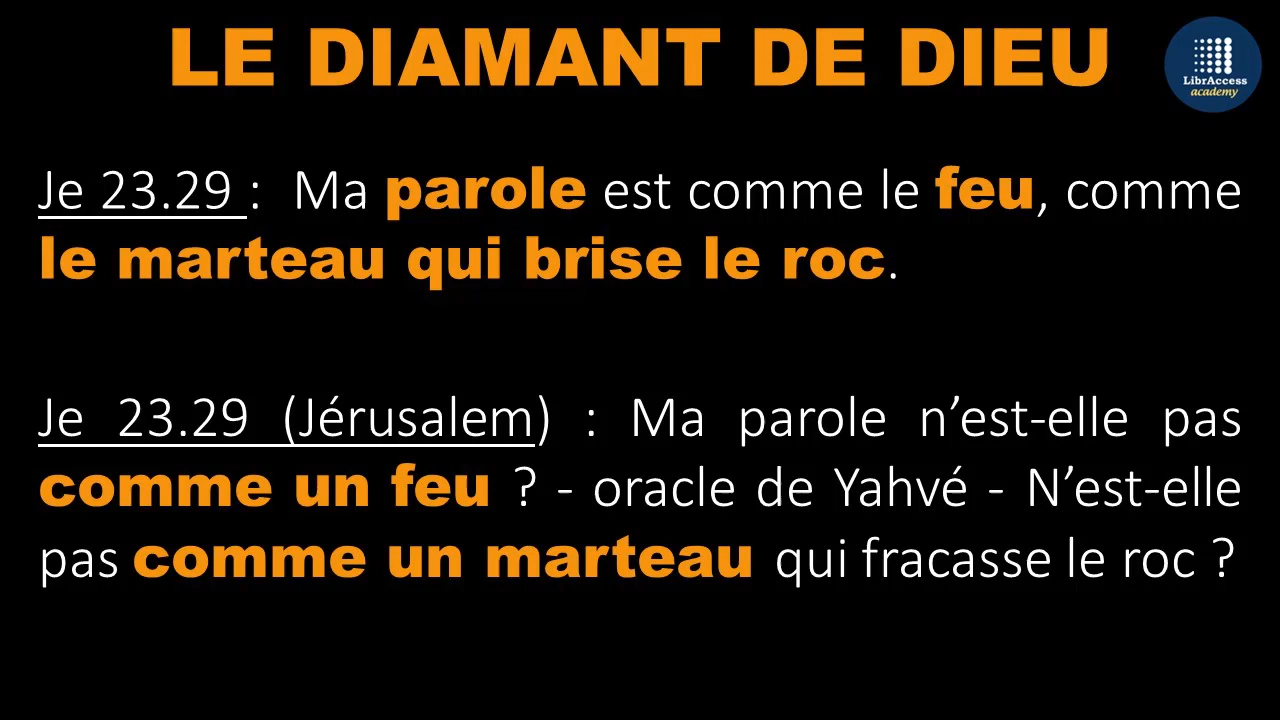 LE DIAMANT DE DIEU
LibrAccess
academy
Je 23.29 : Ma parole est comme le feu, comme
le marteau qui brise le roc.
Je 23.29 (Jérusalem) : Ma parole n’est-elle pas
comme un feu ? - oracle de Yahvé - N’est-elle
pas comme un marteau qui fracasse le roc ?